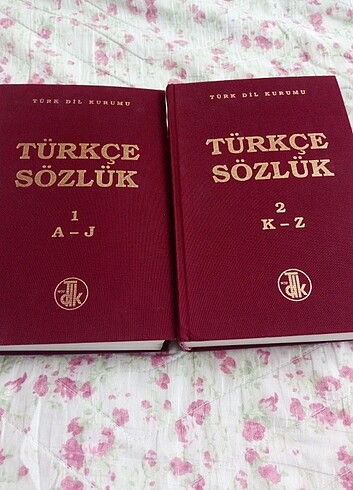 TÜRK DİL KURUMU
TÜRKÇE
SÖZLÜK
1
A – J
TÜRK DİL KURUMU
TÜRKÇE
SÖZLÜK
2
K – Z